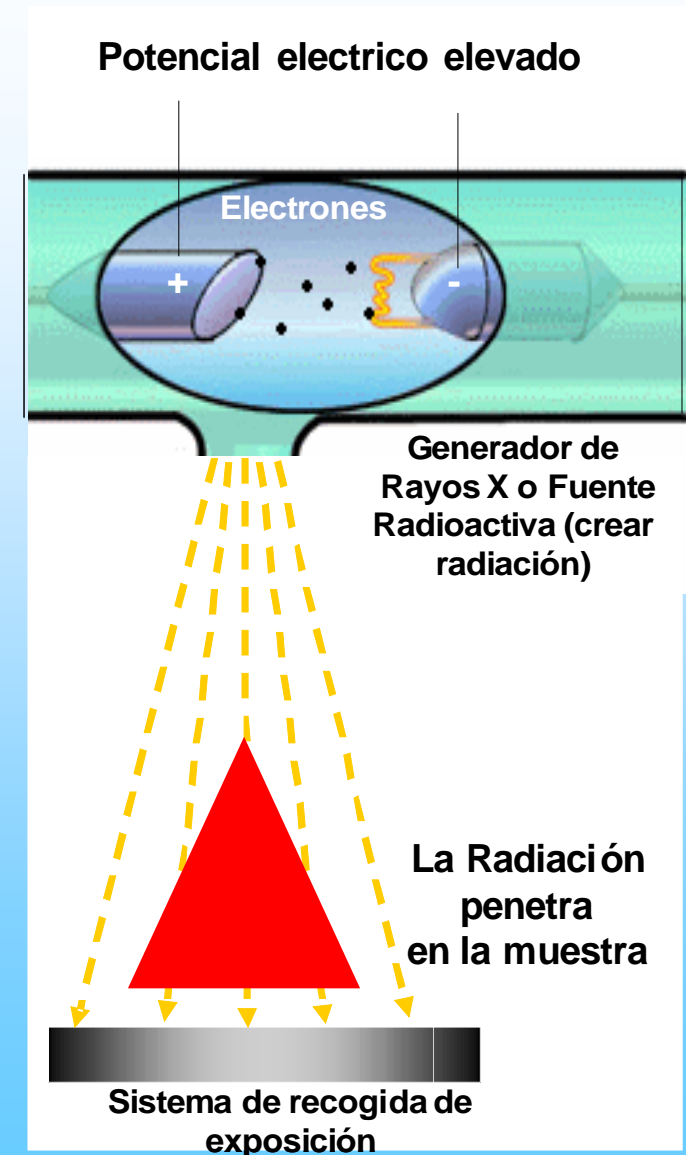 Potencial electrico elevado
Electrones
+
-
Generador de
Rayos X o Fuente
Radioactiva (crear
radiación)
La Radiación
penetra
en la muestra
Sistema de recogida de
exposición